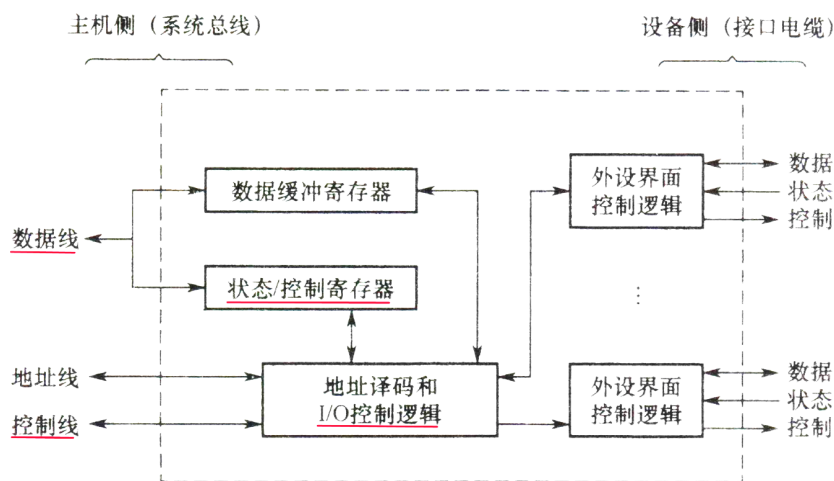 主机侧（系统总线）
设备侧（接口电缆）
数据缓冲寄存器
外设界面
控制逻辑
数据
状态
控制
数据线
状态/控制寄存器
⋮
地址线
控制线
地址译码和
I/O控制逻辑
外设界面
控制逻辑
数据
状态
控制